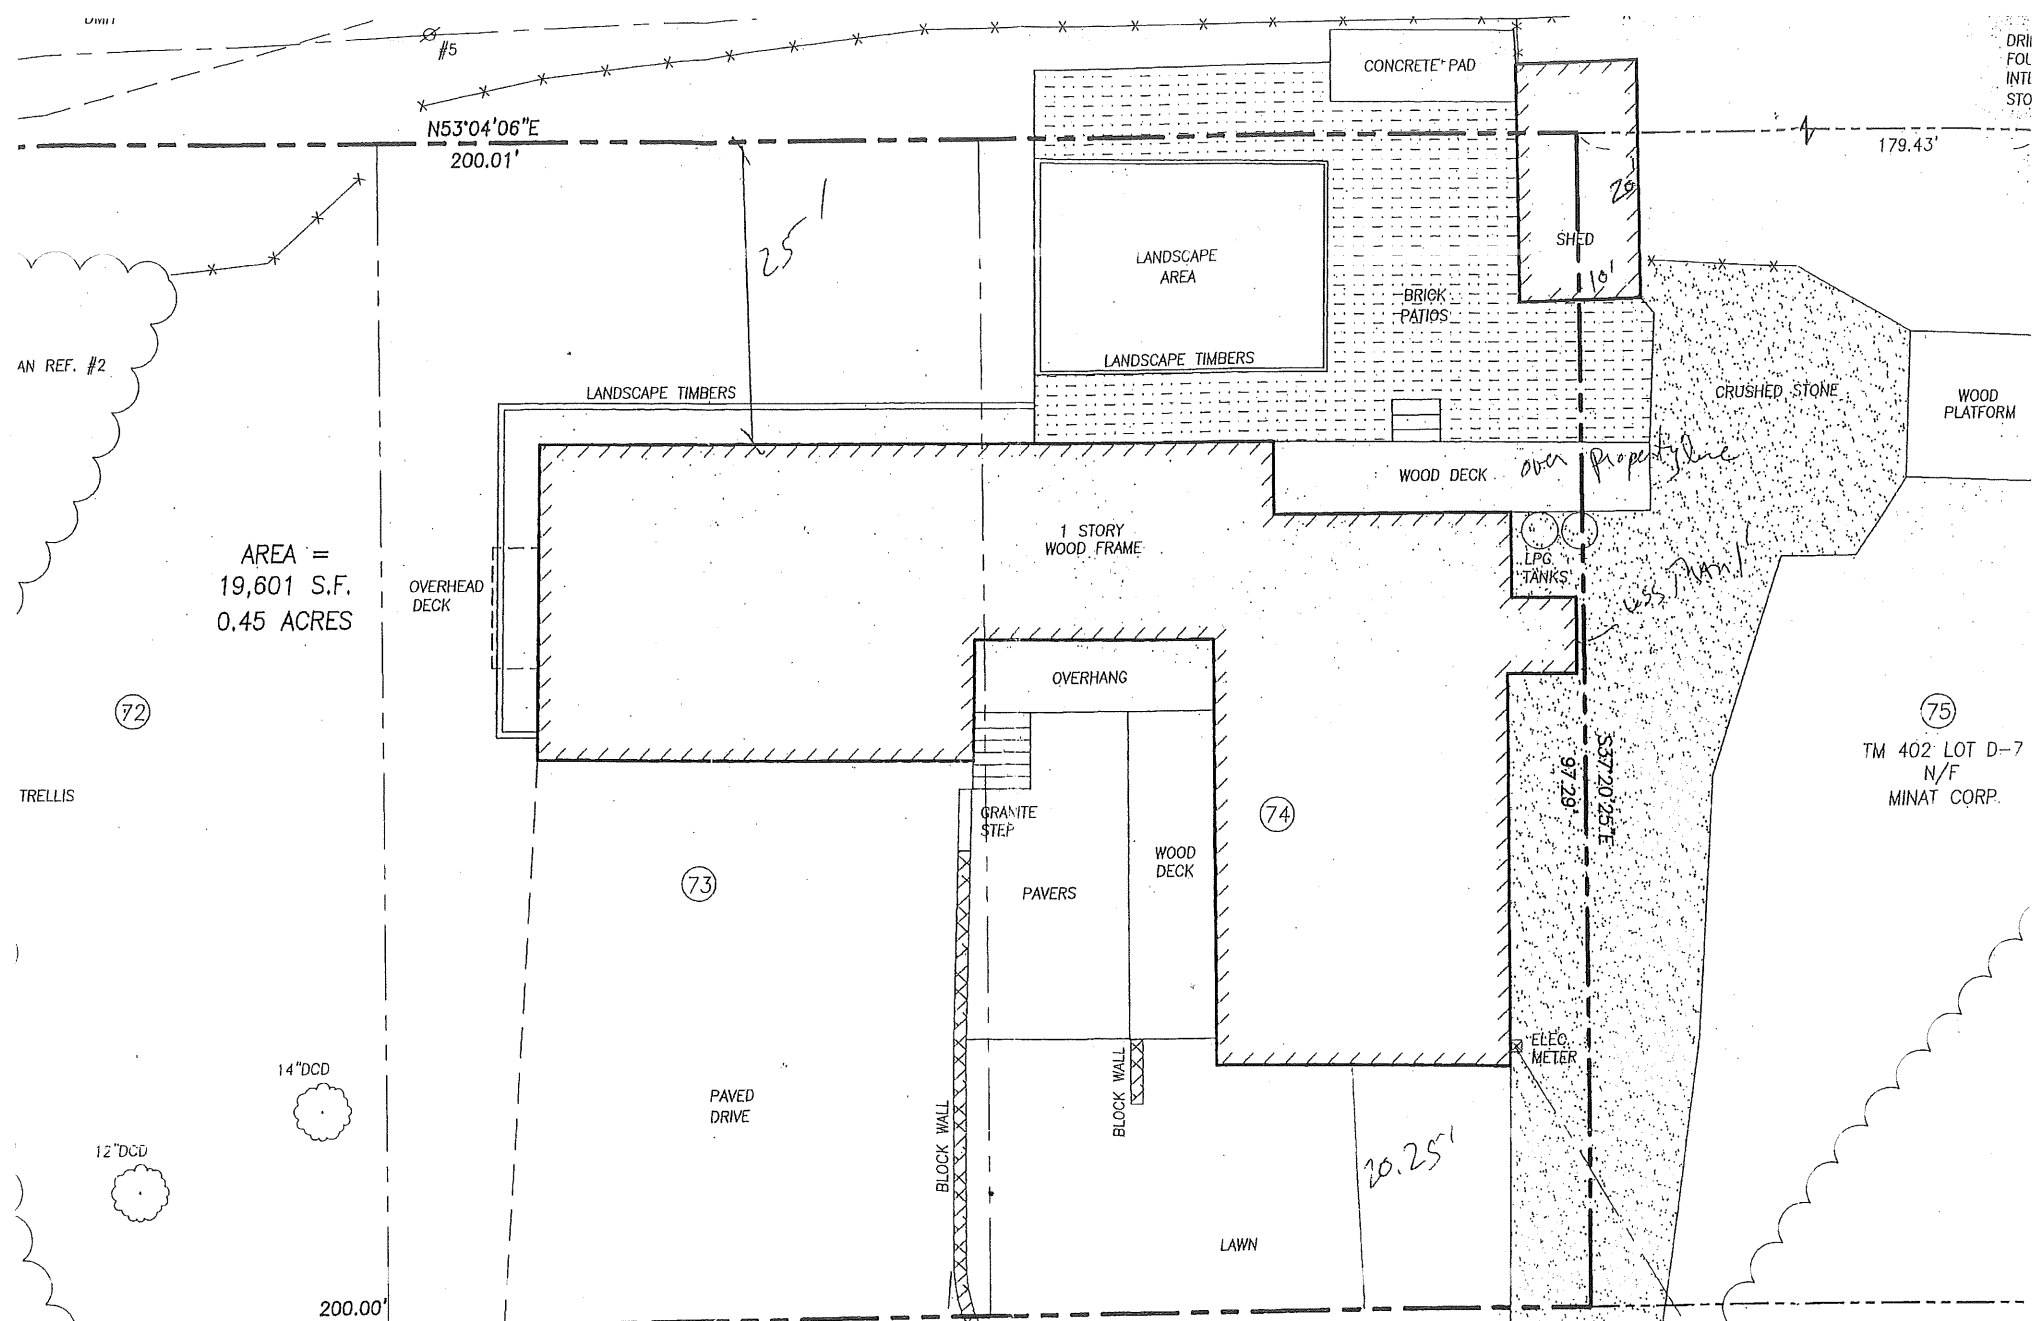 #5
CONCRETE PAD
N53°04'06"E
200.01'
179.43'
25'
20'
SHED
10'
LANDSCAPE
AREA
BRICK
PATIOS
LANDSCAPE TIMBERS
AN REF. #2
LANDSCAPE TIMBERS
CRUSHED STONE
WOOD
PLATFORM
WOOD DECK
over property line
1 STORY
WOOD FRAME
AREA =
19,601 S.F.
0.45 ACRES
OVERHEAD
DECK
LPG
TANKS
Less than 1'
OVERHANG
72
75
TM 402 LOT D-7
N/F
MINAT CORP.
S37°20'25"E
97.29'
TRELLIS
GRANITE
STEP
74
WOOD
DECK
73
PAVERS
ELEC.
METER
14"DCD
PAVED
DRIVE
BLOCK WALL
BLOCK WALL
12"DCD
20.25'
LAWN
200.00'